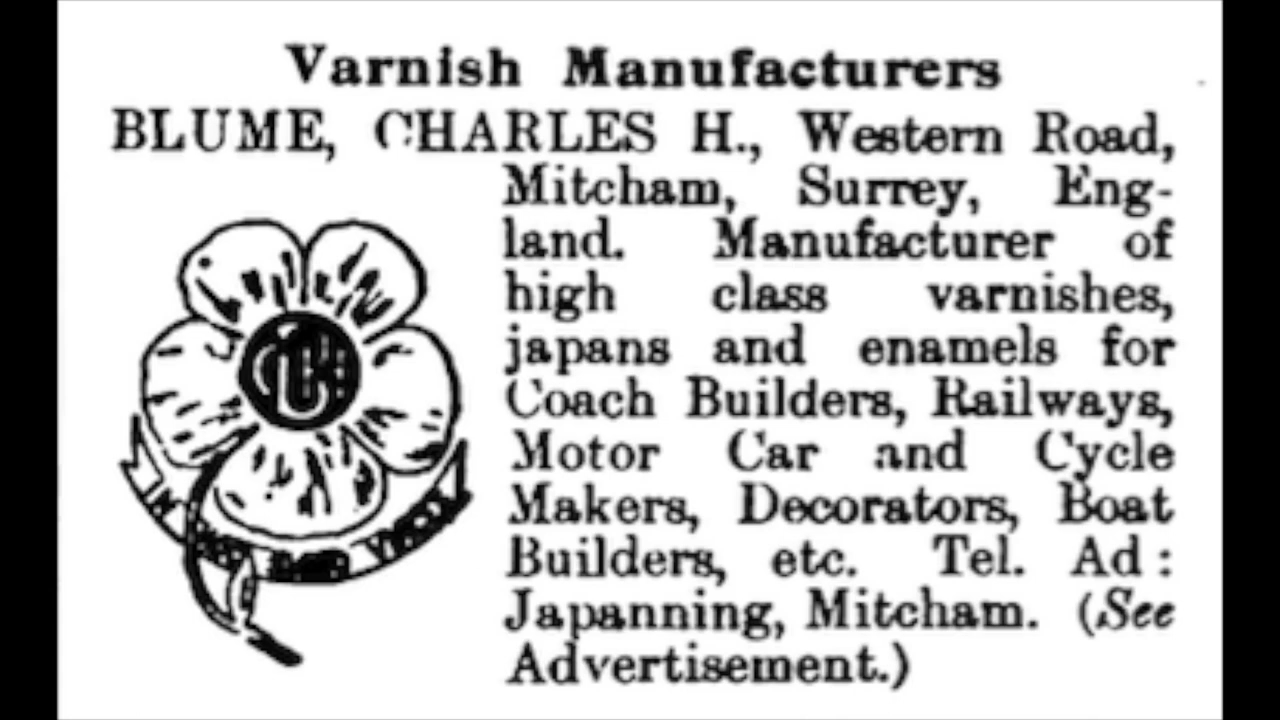 Varnish Manufacturers
BLUME, CHARLES H., Western Road,
Mitcham, Surrey, Eng-
land. Manufacturer of
high class varnishes,
japans and enamels for
Coach Builders, Railways,
Motor Car and Cycle
Makers, Decorators, Boat
Builders, etc. Tel. Ad :
Japanning, Mitcham. (See
Advertisement.)